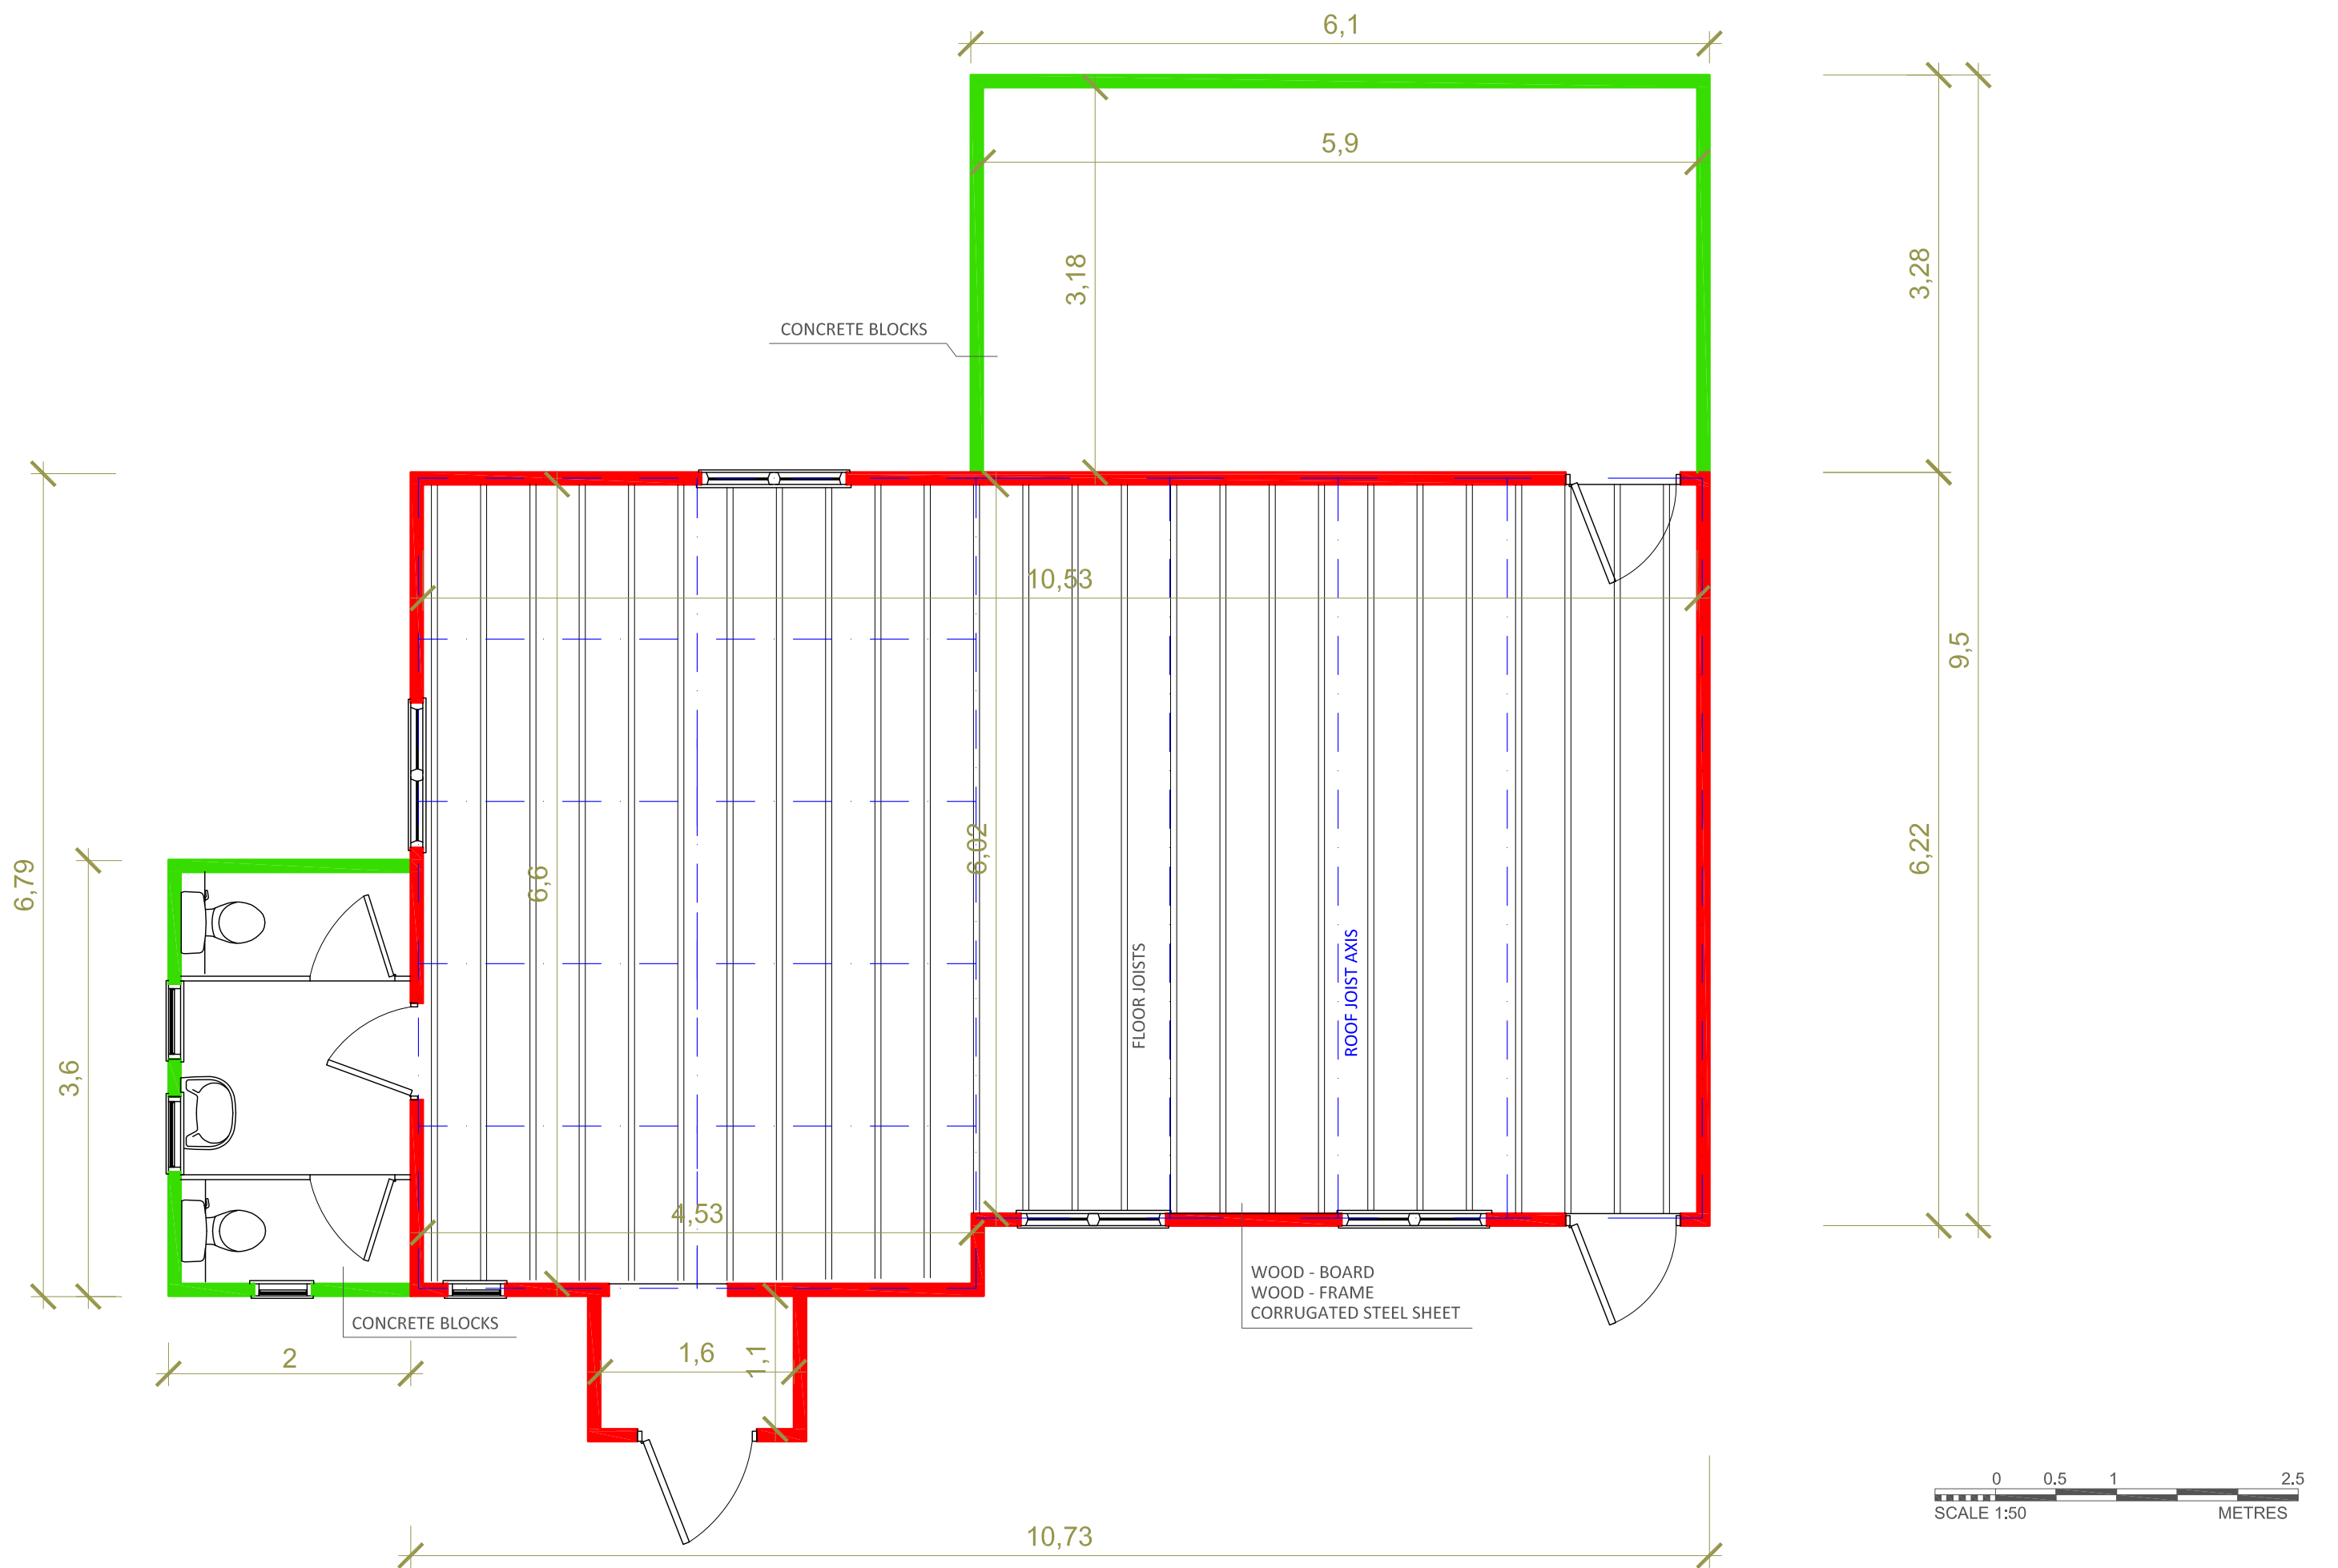 6,1
5,9
3,18
3,28
CONCRETE BLOCKS
10,53
9,5
6,79
6,6
6,02
6,22
FLOOR JOISTS
ROOF JOIST AXIS
3,6
4,53
WOOD - BOARD
WOOD - FRAME
CORRUGATED STEEL SHEET
CONCRETE BLOCKS
2
1,6
1,1
10,73
0 0.5 1 2.5
SCALE 1:50 METRES